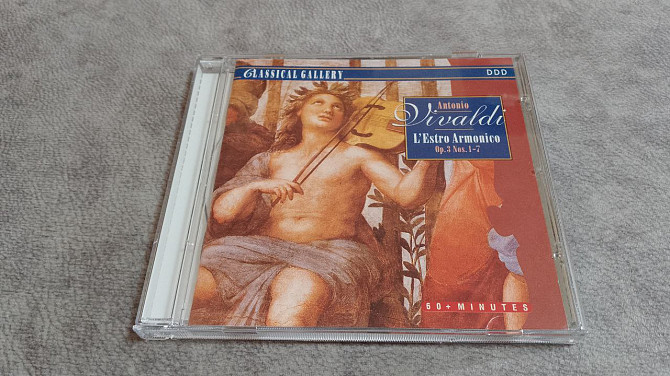 CLASSICAL GALLERY
DDD
Antonio
Vivaldi
L'Estro Armonico
Op.3 Nos. 1-7
60+ MINUTES